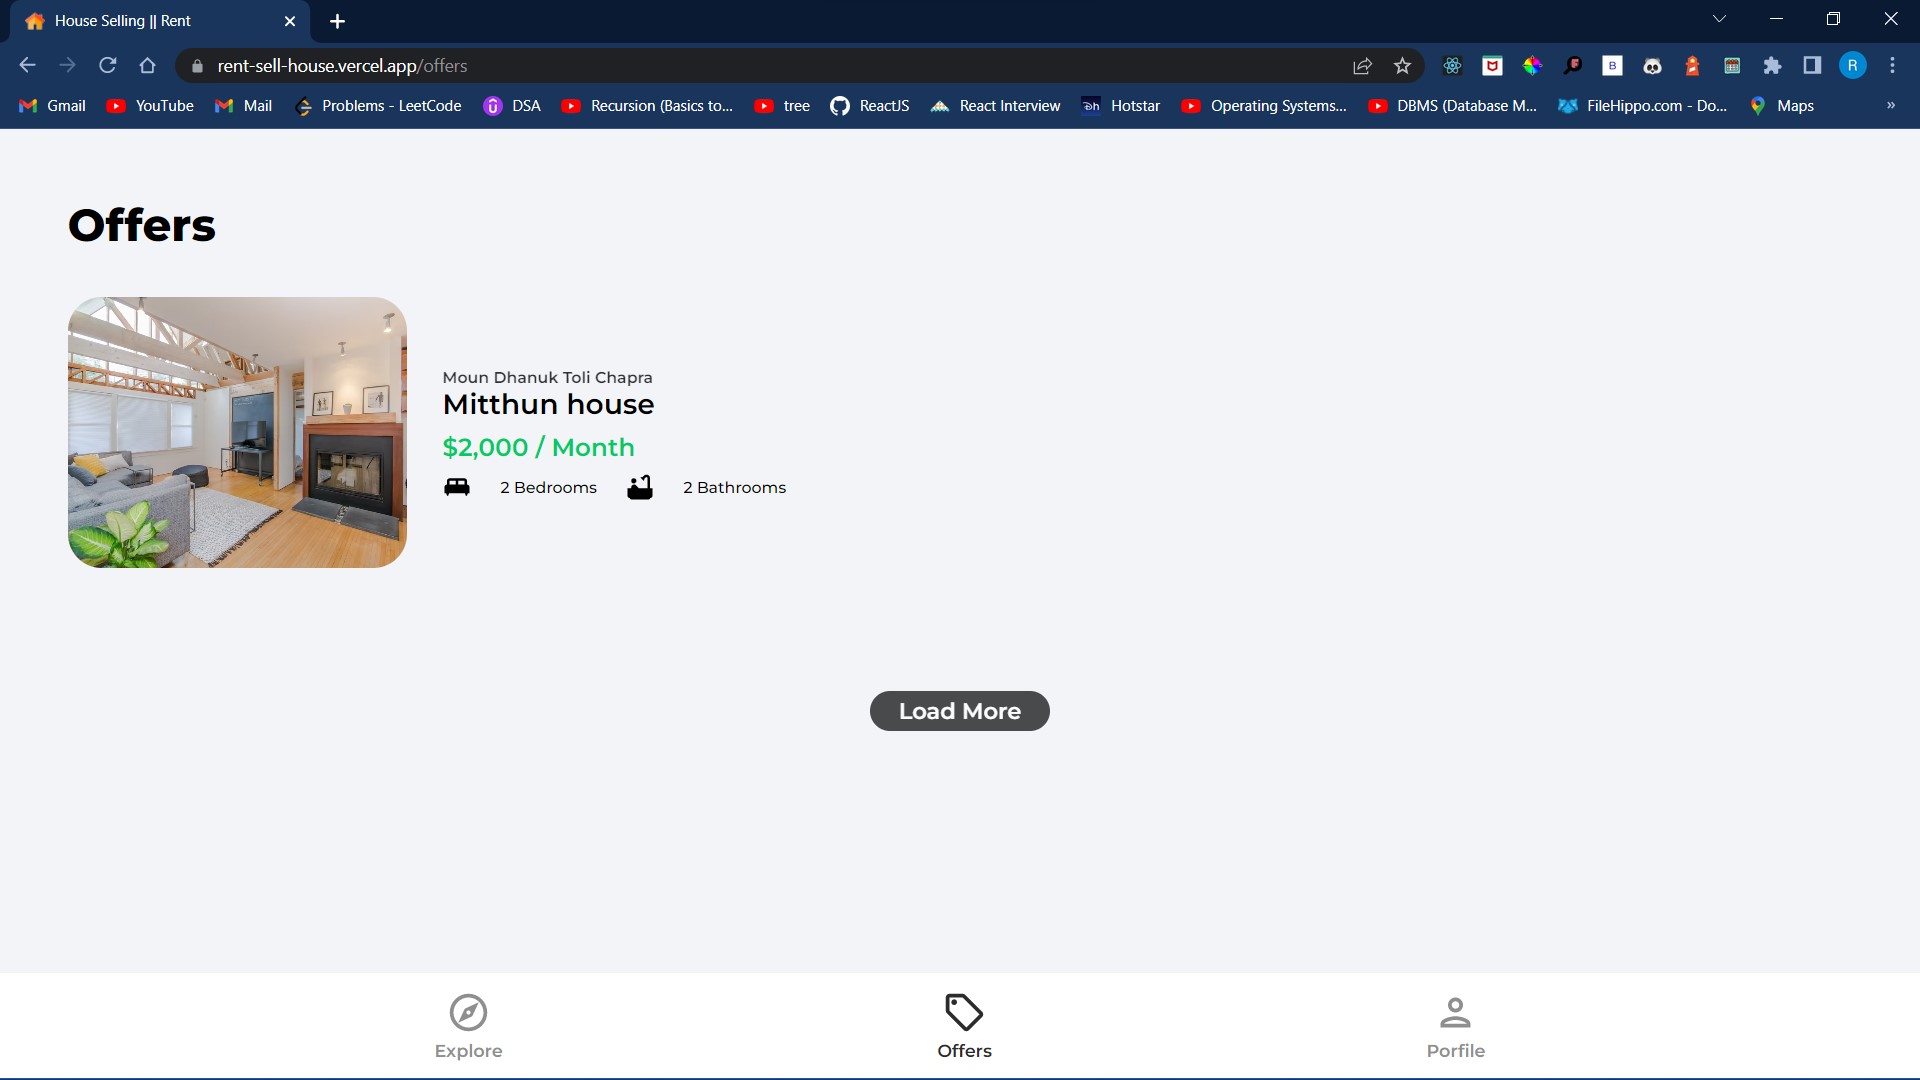 House Selling || Rent
rent-sell-house.vercel.app/offers
R
Gmail YouTube Mail Problems - LeetCode DSA Recursion (Basics to... tree ReactJS React Interview Hotstar Operating Systems... DBMS (Database M... FileHippo.com - Do... Maps »
Offers
Moun Dhanuk Toli Chapra
Mitthun house
$2,000 / Month
2 Bedrooms 2 Bathrooms
Load More
Explore Offers Porfile